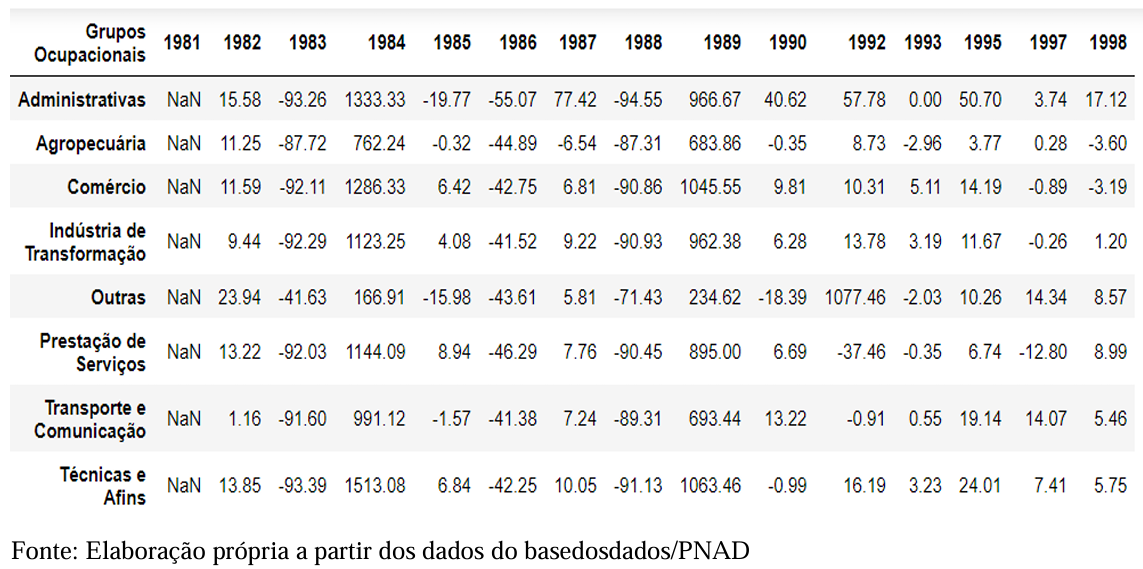 Grupos Ocupacionais 1981 1982 1983 1984 1985 1986 1987 1988 1989 1990 1992 1993 1995 1997 1998
Administrativas NaN 15.58 -93.26 1333.33 -19.77 -55.07 77.42 -94.55 966.67 40.62 57.78 0.00 50.70 3.74 17.12
Agropecuária NaN 11.25 -87.72 762.24 -0.32 -44.89 -6.54 -87.31 683.86 -0.35 8.73 -2.96 3.77 0.28 -3.60
Comércio NaN 11.59 -92.11 1286.33 6.42 -42.75 6.81 -90.86 1045.55 9.81 10.31 5.11 14.19 -0.89 -3.19
Indústria de Transformação NaN 9.44 -92.29 1123.25 4.08 -41.52 9.22 -90.93 962.38 6.28 13.78 3.19 11.67 -0.26 1.20
Outras NaN 23.94 -41.63 166.91 -15.98 -43.61 5.81 -71.43 234.62 -18.39 1077.46 -2.03 10.26 14.34 8.57
Prestação de Serviços NaN 13.22 -92.03 1144.09 8.94 -46.29 7.76 -90.45 895.00 6.69 -37.46 -0.35 6.74 -12.80 8.99
Transporte e Comunicação NaN 1.16 -91.60 991.12 -1.57 -41.38 7.24 -89.31 693.44 13.22 -0.91 0.55 19.14 14.07 5.46
Técnicas e Afins NaN 13.85 -93.39 1513.08 6.84 -42.25 10.05 -91.13 1063.46 -0.99 16.19 3.23 24.01 7.41 5.75
Fonte: Elaboração própria a partir dos dados do basedosdados/PNAD